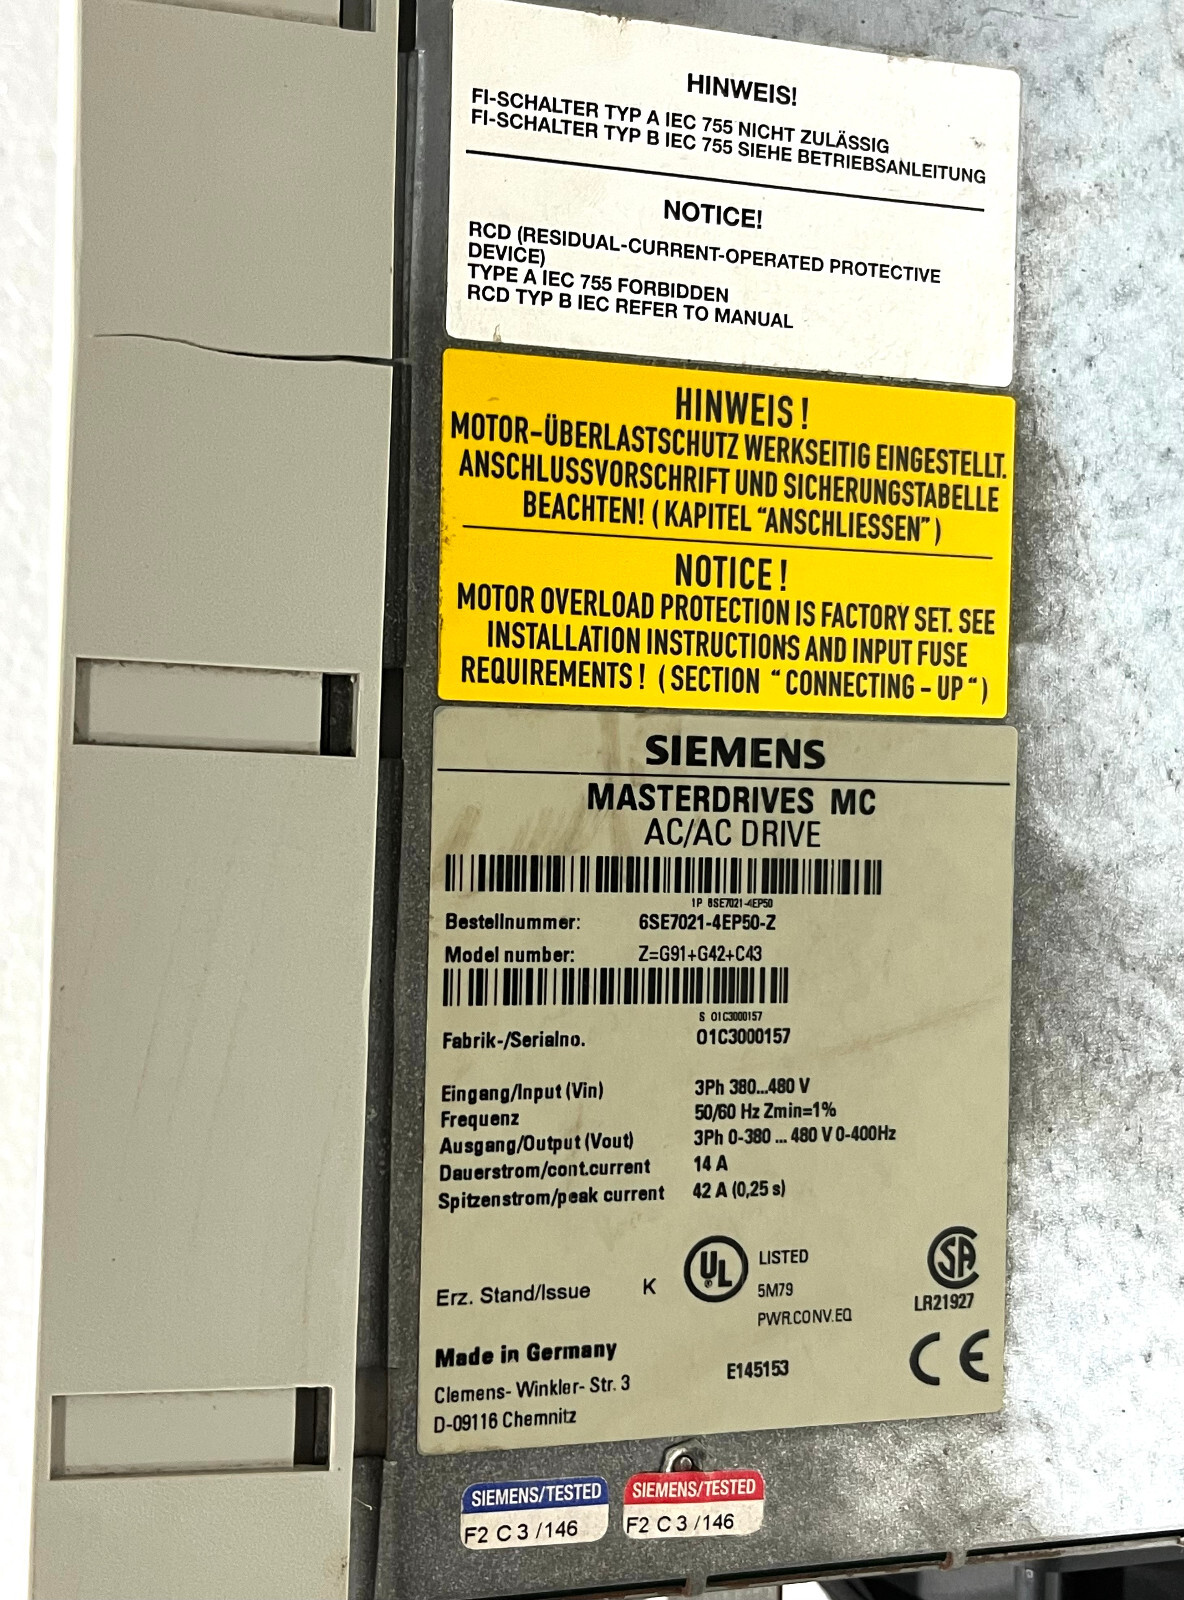 HINWEIS!
FI-SCHALTER TYP A IEC 755 NICHT ZULÄSSIG
FI-SCHALTER TYP B IEC 755 SIEHE BETRIEBSANLEITUNG
NOTICE!
RCD (RESIDUAL-CURRENT-OPERATED PROTECTIVE
DEVICE)
TYPE A IEC 755 FORBIDDEN
RCD TYP B IEC REFER TO MANUAL
HINWEIS!
MOTOR-ÜBERLASTSCHUTZ WERKSEITIG EINGESTELLT.
ANSCHLUSSVORSCHRIFT UND SICHERUNGSTABELLE
BEACHTEN! (KAPITEL "ANSCHLIESSEN")
NOTICE!
MOTOR OVERLOAD PROTECTION IS FACTORY SET. SEE
INSTALLATION INSTRUCTIONS AND INPUT FUSE
REQUIREMENTS! (SECTION "CONNECTING-UP")
SIEMENS
MASTERDRIVES MC
AC/AC DRIVE
1P 6SE7021-4EP50
Bestellnummer: 6SE7021-4EP50-Z
Model number: Z=G91+G42+C43
S 01C3000157
Fabrik-/Serialno. 01C3000157
Eingang/Input (Vin) 3Ph 380...480 V
Frequenz 50/60 Hz Zmin=1%
Ausgang/Output (Vout) 3Ph 0-380 ... 480 V 0-400Hz
Dauerstrom/cont.current 14 A
Spitzenstrom/peak current 42 A (0,25 s)
Erz. Stand/Issue K
UL LISTED
5M79
PWR.CONV.EQ
E145153
SA
LR21927
CE
Made in Germany
Clemens-Winkler-Str. 3
D-09116 Chemnitz
SIEMENS/TESTED
F2 C 3 /146
SIEMENS/TESTED
F2 C 3 /146